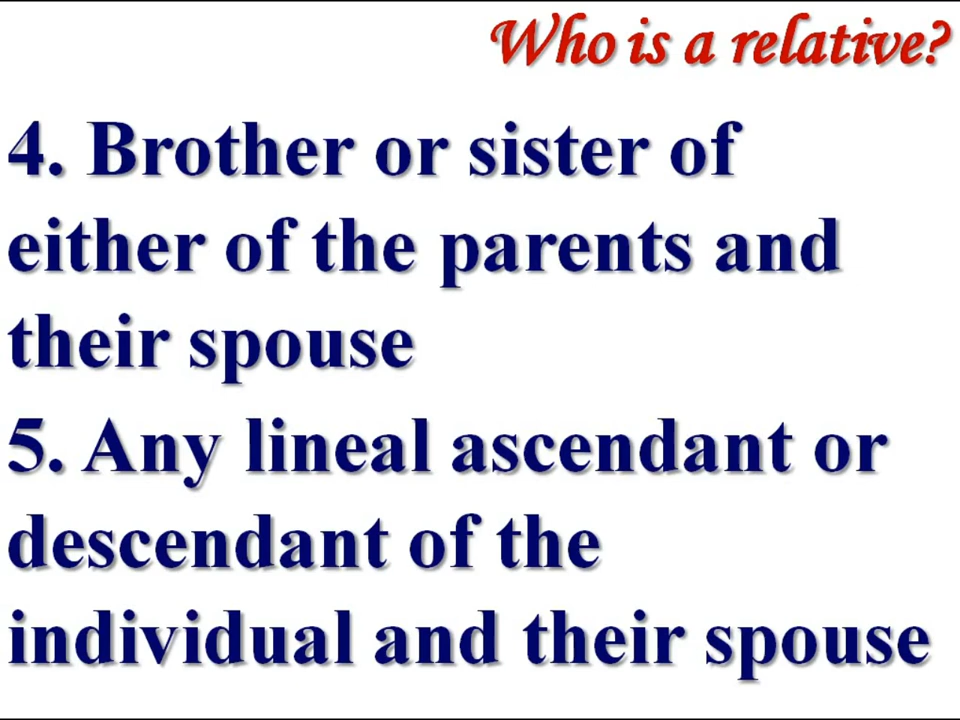 Who is a relative?
4. Brother or sister of
either of the parents and
their spouse
5. Any lineal ascendant or
descendant of the
individual and their spouse